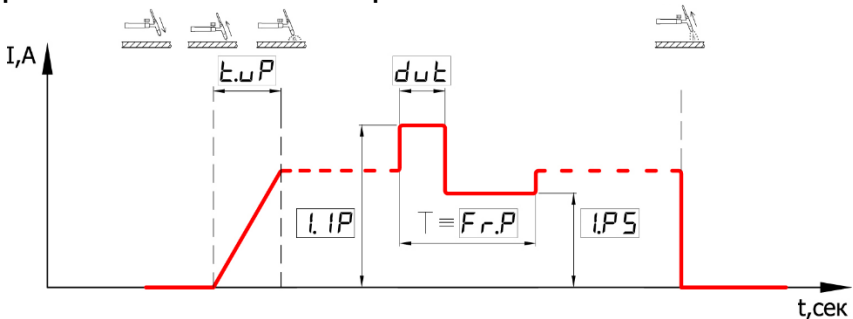 I,A
t.uP
dut
I.1P
T ≡ Fr.P
I.PS
t,сек